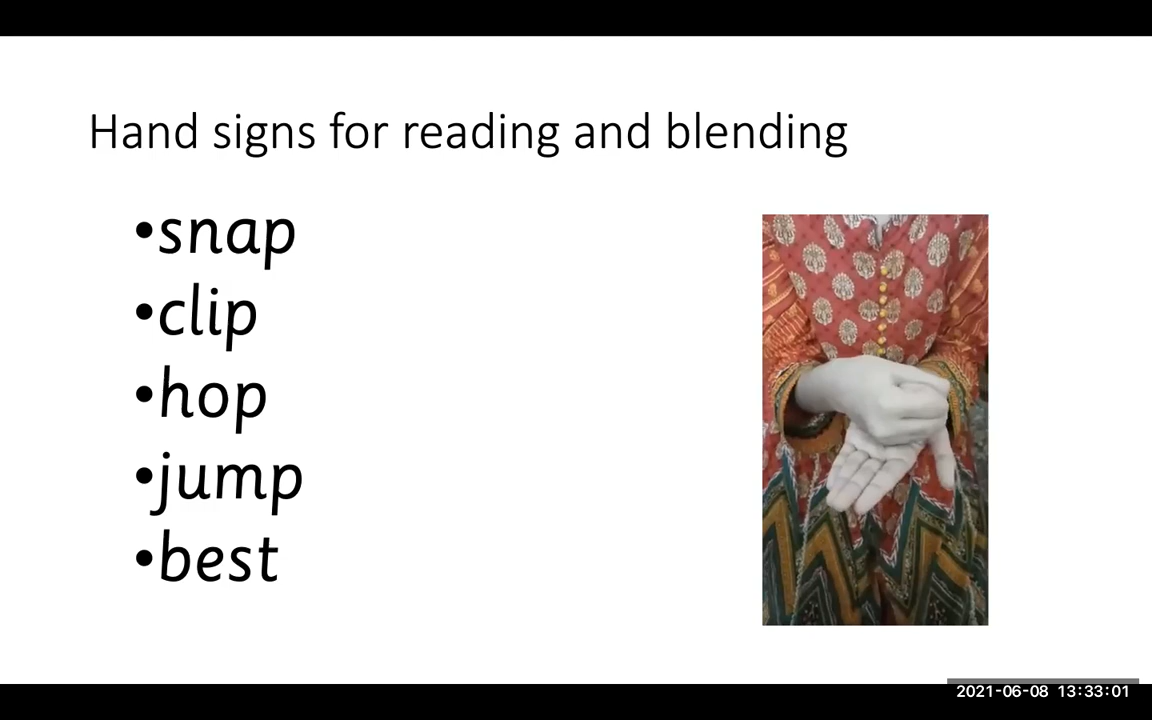 Hand signs for reading and blending
•snap
•clip
•hop
•jump
•best
2021-06-08 13:33:01